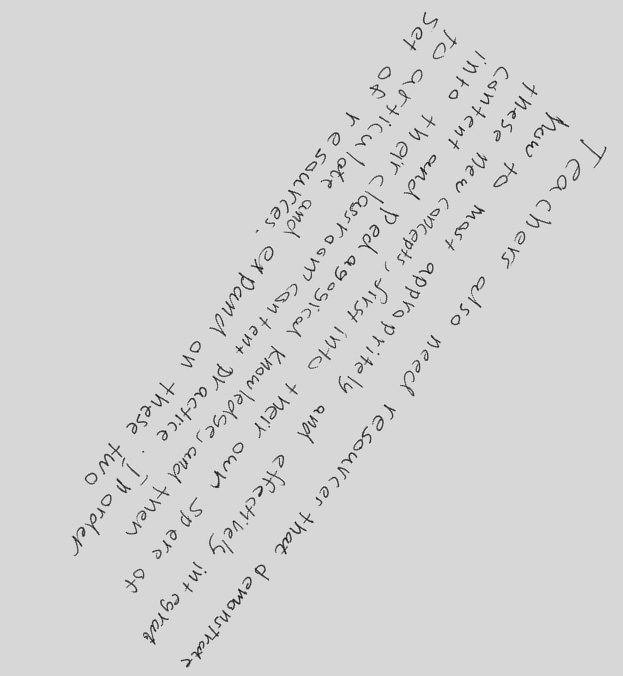 Teachers also need resources that demonstrate
how to most appropritely and effectively integrat
these new concepts, first into their own spere of
content and pedagogical knowledge, and then
into their classroom content practice. In order
to articulate and expand on these two
set of resources.